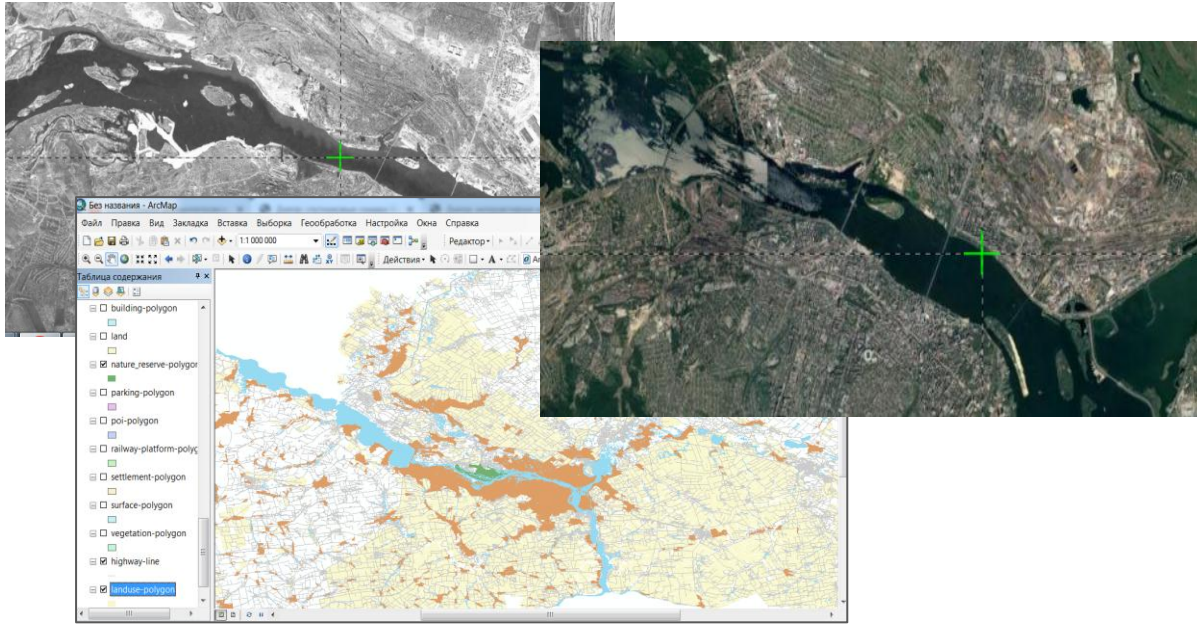 Без названия - ArcMap
Файл Правка Вид Закладка Вставка Выборка Геообработка Настройка Окна Справка
1:1 000 000 Редактор
Действия
Таблица содержания
building-polygon
land
nature_reserve-polygon
parking-polygon
poi-polygon
railway-platform-polyg
settlement-polygon
surface-polygon
vegetation-polygon
highway-line
landuse-polygon